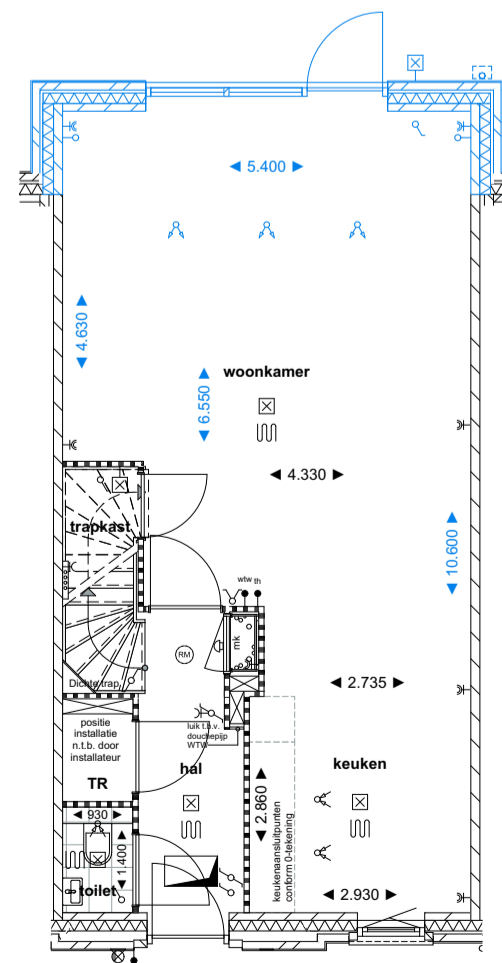 5.400
4.630
6.550
woonkamer
4.330
trapkast
10.600
wtw
th
RM
mk
Dichte trap
2.735
positie
installatie
n.t.b. door
installateur
TR
luik t.b.v.
douchepijp
WTW
hal
keuken
930
1.400
toilet
2.860
keukenaansluitpunten
conform 0-tekening
2.930